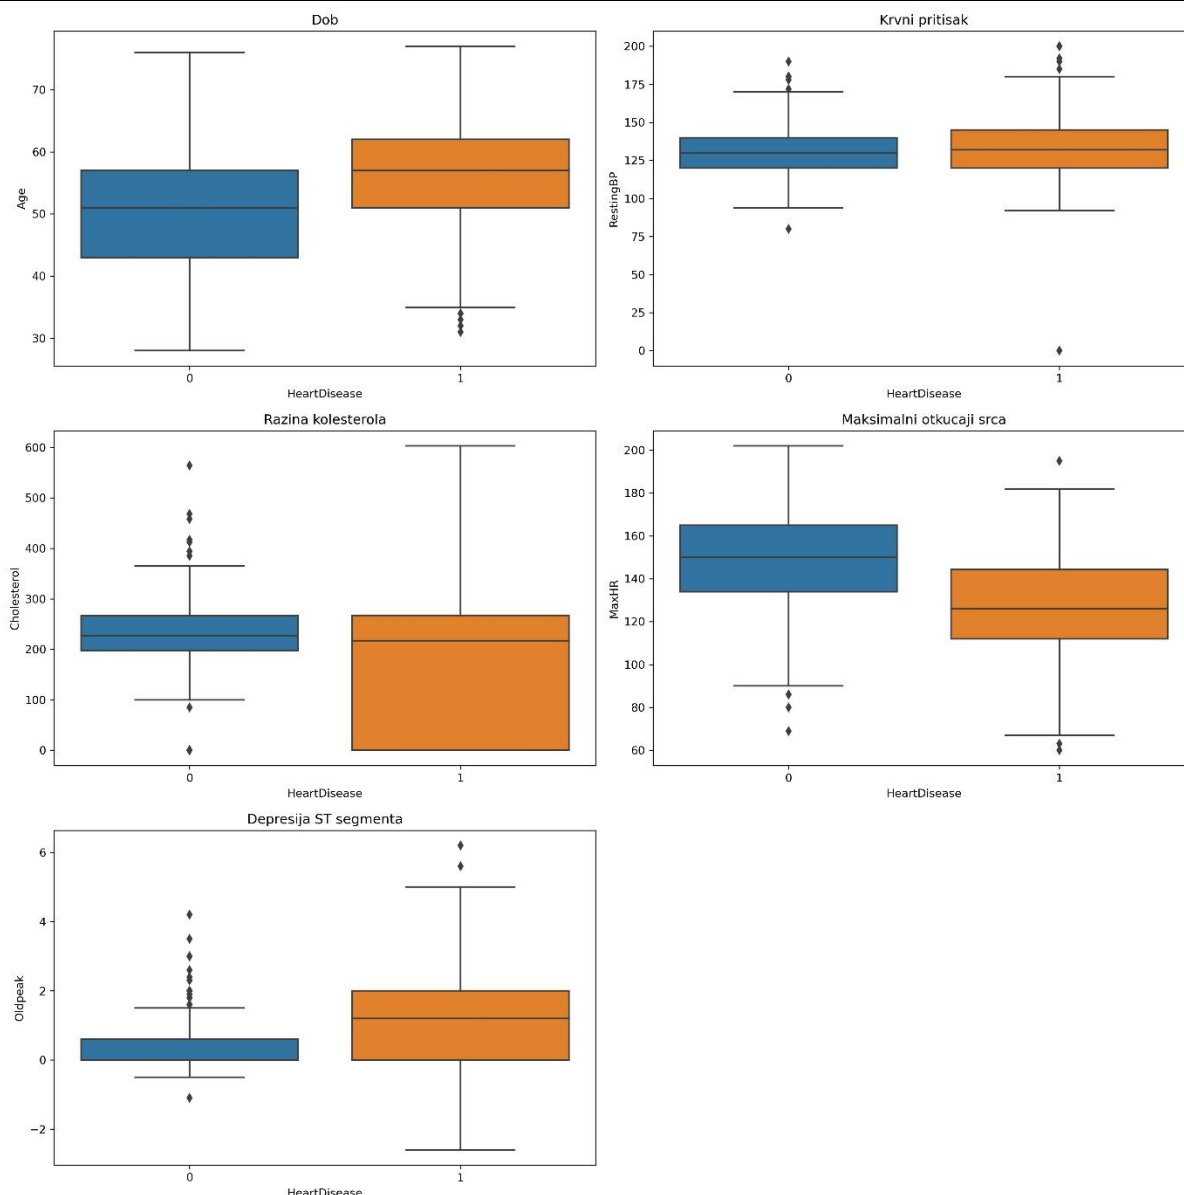 Dob
Age
70
60
50
40
30
0
1
HeartDisease
Krvni pritisak
RestingBP
200
175
150
125
100
75
50
25
0
0
1
HeartDisease
Razina kolesterola
Cholesterol
600
500
400
300
200
100
0
0
1
HeartDisease
Maksimalni otkucaji srca
MaxHR
200
180
160
140
120
100
80
60
0
1
HeartDisease
Depresija ST segmenta
Oldpeak
6
4
2
0
−2
0
1
HeartDisease